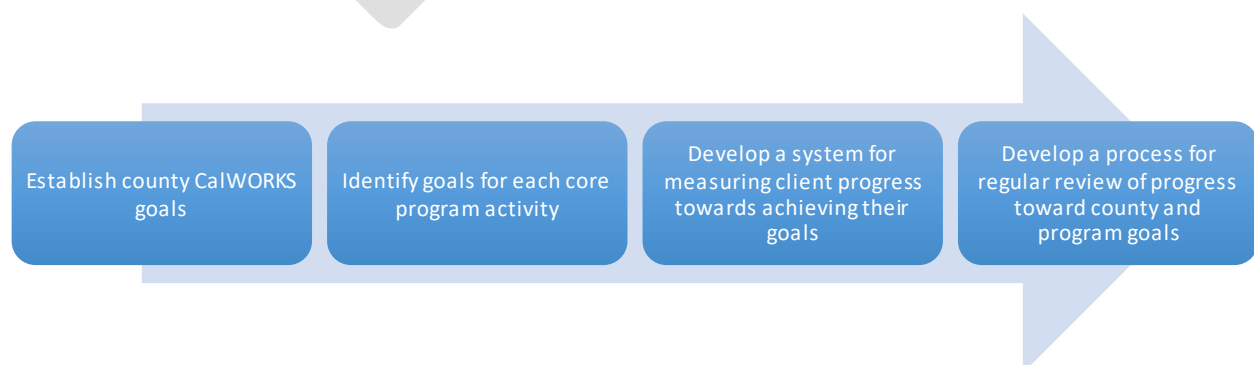 Establish county CalWORKS
goals
Identify goals for each core
program activity
Develop a system for
measuring client progress
towards achieving their
goals
Develop a process for
regular review of progress
toward county and
program goals